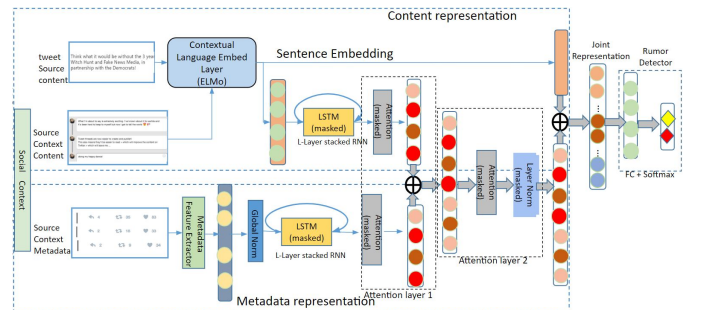 Content representation
tweet
Source
content
Think what it would be without the 3 year
Witch Hunt and Fake News Media, in
partnership with the Democrats!
Contextual
Language Embed
Layer
(ELMo)
Sentence Embedding
Joint
Representation
Rumor
Detector
Social Context
Source
Context
Content
LSTM
(masked)
L-Layer stacked RNN
Attention
(masked)
FC + Softmax
Source
Context
Metadata
Metadata
Feature Extractor
Global Norm
LSTM
(masked)
L-Layer stacked RNN
Attention
(masked)
Attention
(masked)
Layer Norm
(masked)
Attention layer 2
Attention layer 1
Metadata representation